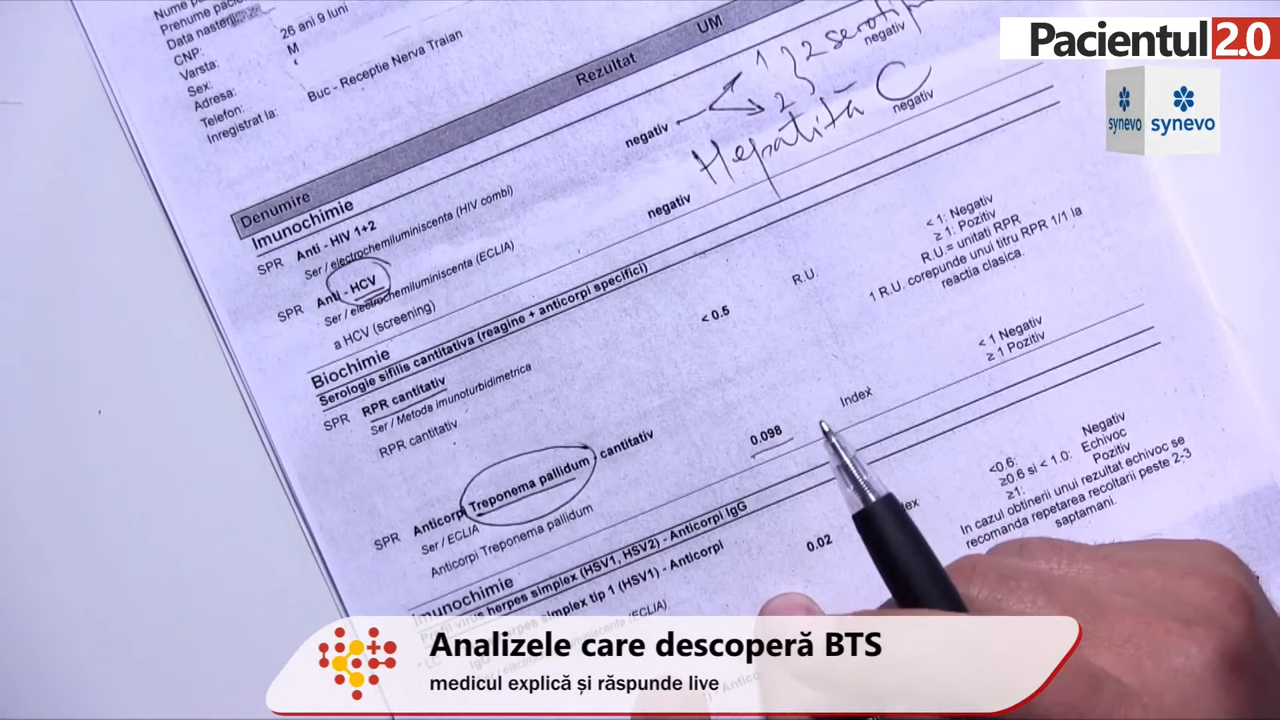 Nume
Prenume pacie
Data nasterii
CNP:
Varsta: 26 ani 9 luni
Sex: M
Adresa:
Telefon:
Inregistrat la: Buc - Receptie Nerva Traian
Pacientul 2.0
synevo synevo
Denumire Rezultat UM
Imunochimie
SPR Anti - HIV 1+2 negativ 1 2 2 negativ
Ser / electrochemiluminiscenta (HIV combi)
Hepatită C
SPR Anti - HCV negativ negativ
Ser / electrochemiluminiscenta (ECLIA)
a HCV (screening)
Biochimie
Serologie sifilis cantitativa (reagine + anticorpi specifici)
SPR RPR cantitativ < 0.5 R.U. < 1: Negativ
≥ 1: Pozitiv
R.U.= unitati RPR
1 R.U. corepunde unui titru RPR 1/1 la
reactia clasica.
Ser / Metoda imunoturbidimetrica
RPR cantitativ
SPR Anticorpi Treponema pallidum cantitativ 0.098 Index < 1 Negativ
≥ 1 Pozitiv
Ser / ECLIA
Anticorpi Treponema pallidum
Imunochimie
Profil virus herpes simplex (HSV1, HSV2) - Anticorpi IgG
simplex tip 1 (HSV1) - Anticorpi 0.02 <0.6: Negativ
≥0.6 si < 1.0: Echivoc
≥1: Pozitiv
In cazul obtinerii unui rezultat echivoc se
recomanda repetarea recoltarii peste 2-3
saptamani.
IgG
(ECLIA)
Analizele care descoperă BTS
medicul explică și răspunde live